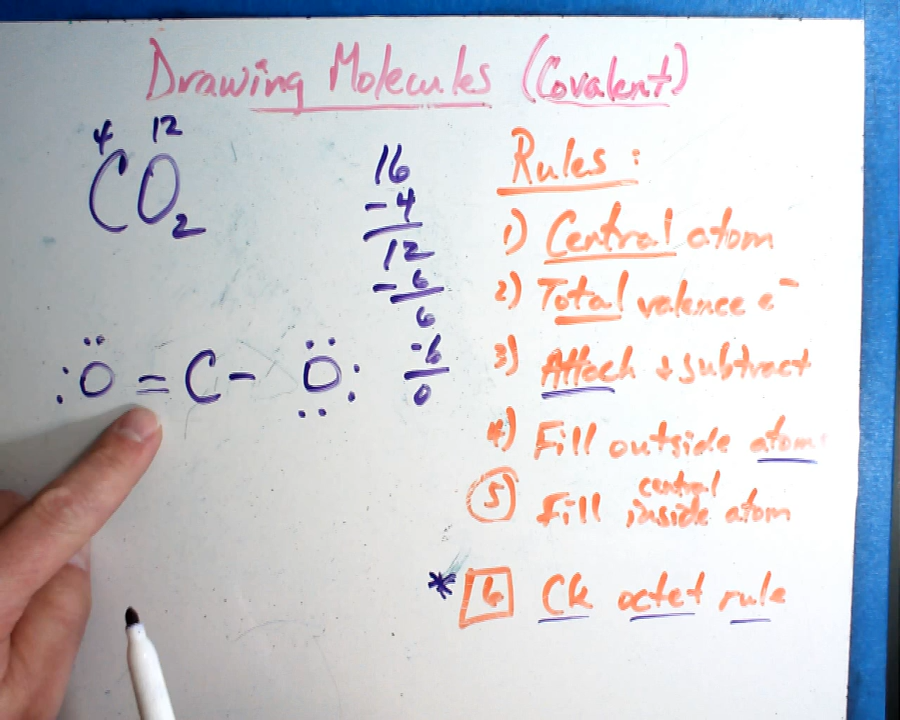 Drawing Molecules (Covalent)
4 12
CO2
16
-4
12
-6
6
-6
0
:Ö = C - Ö:
Rules:
1) Central atom
2) Total valence e-
3) Attach + subtract
4) Fill outside atoms
5) Fill inside central atom
* 6 Ck octet rule